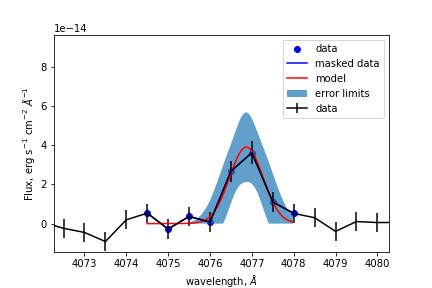 1e−14
data
masked data
model
error limits
data
8
6
4
2
0
Flux, erg s⁻¹ cm⁻² Å⁻¹
4073 4074 4075 4076 4077 4078 4079 4080
wavelength, Å